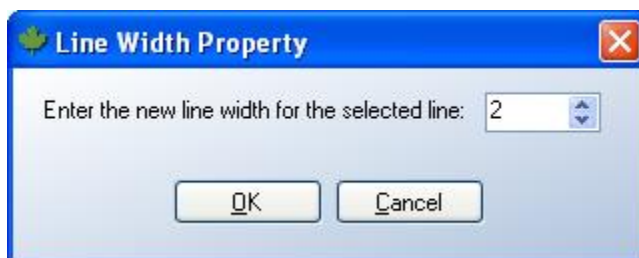 Line Width Property
Enter the new line width for the selected line: 2
OK Cancel